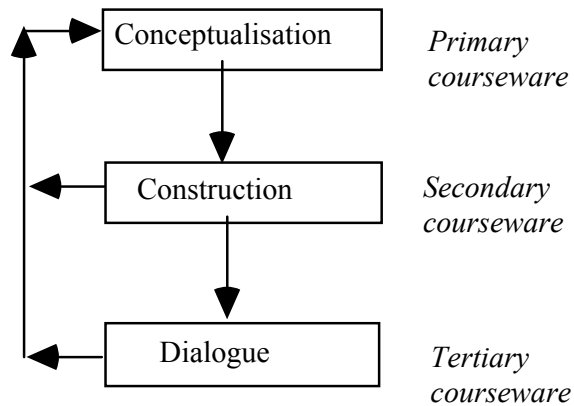 Conceptualisation
Primary
courseware
Construction
Secondary
courseware
Dialogue
Tertiary
courseware